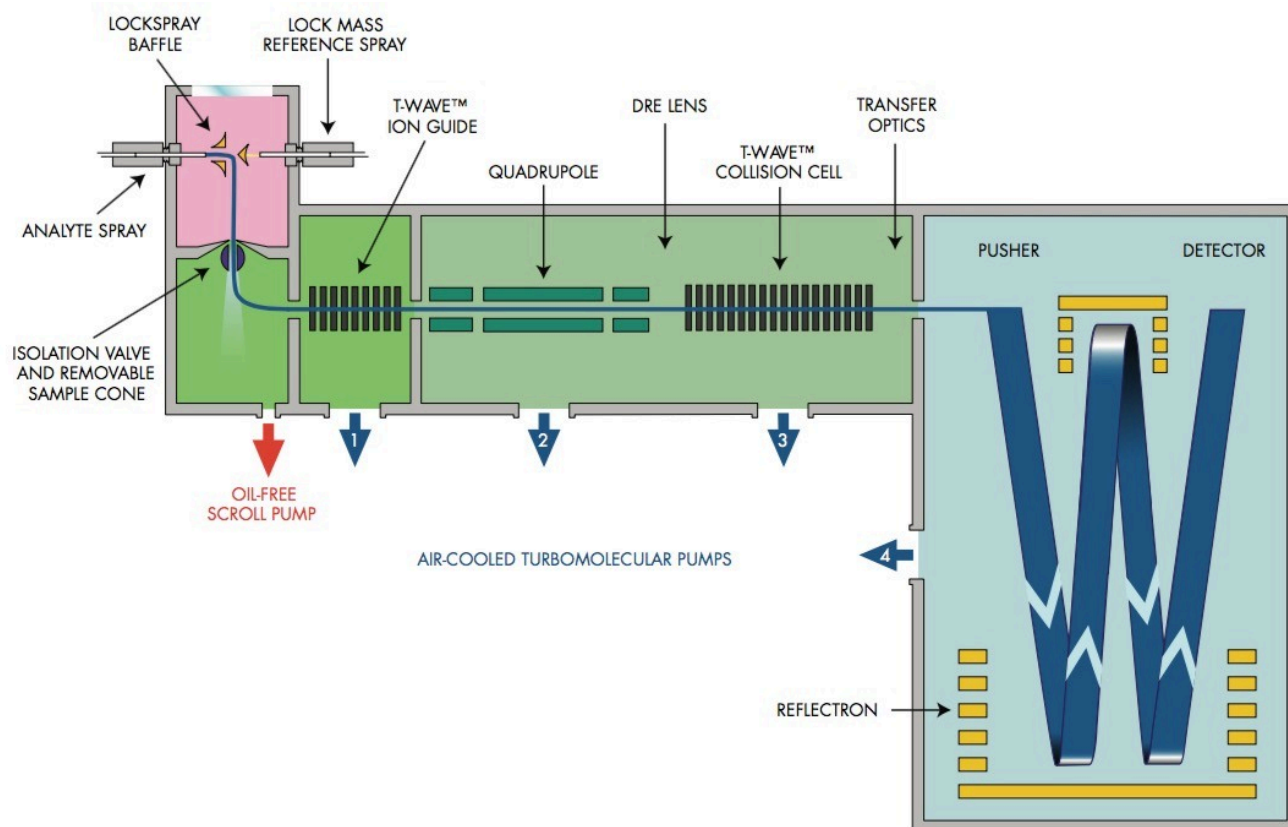 LOCKSPRAY
BAFFLE
LOCK MASS
REFERENCE SPRAY
T-WAVE™
ION GUIDE
DRE LENS
TRANSFER
OPTICS
QUADRUPOLE
T-WAVE™
COLLISION CELL
ANALYTE SPRAY
PUSHER
DETECTOR
ISOLATION VALVE
AND REMOVABLE
SAMPLE CONE
1
2
3
OIL-FREE
SCROLL PUMP
AIR-COOLED TURBOMOLECULAR PUMPS
4
REFLECTRON